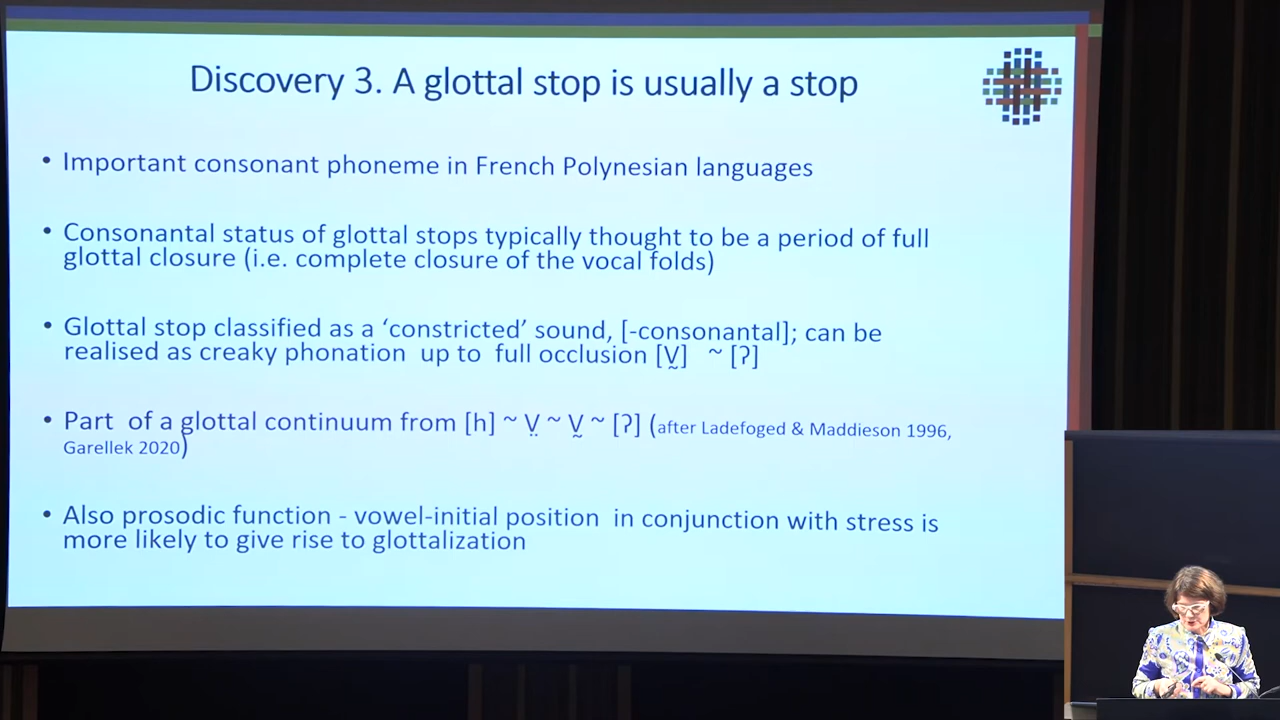 Discovery 3. A glottal stop is usually a stop
• Important consonant phoneme in French Polynesian languages
• Consonantal status of glottal stops typically thought to be a period of full
glottal closure (i.e. complete closure of the vocal folds)
• Glottal stop classified as a ‘constricted’ sound, [-consonantal]; can be
realised as creaky phonation up to full occlusion [V̰] ~ [ʔ]
• Part of a glottal continuum from [h] ~ V̤ ~ V̰ ~ [ʔ] (after Ladefoged & Maddieson 1996,
Garellek 2020)
• Also prosodic function - vowel-initial position in conjunction with stress is
more likely to give rise to glottalization